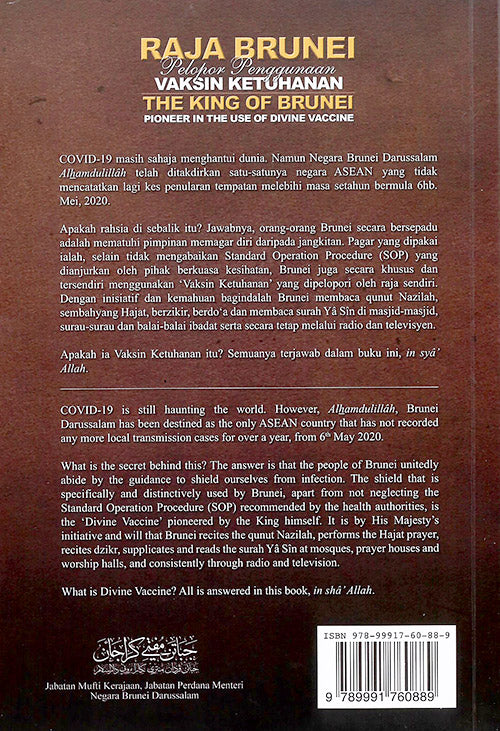 RAJA BRUNEI
Pelopor Penggunaan
VAKSIN KETUHANAN
THE KING OF BRUNEI
PIONEER IN THE USE OF DIVINE VACCINE
COVID-19 masih sahaja menghantui dunia. Namun Negara Brunei Darussalam
Alhamdulillâh telah ditakdirkan satu-satunya negara ASEAN yang tidak
mencatatkan lagi kes penularan tempatan melebihi masa setahun bermula 6hb.
Mei, 2020.
Apakah rahsia di sebalik itu? Jawabnya, orang-orang Brunei secara bersepadu
adalah mematuhi pimpinan memagar diri daripada jangkitan. Pagar yang dipakai
ialah, selain tidak mengabaikan Standard Operation Procedure (SOP) yang
dianjurkan oleh pihak berkuasa kesihatan, Brunei juga secara khusus dan
tersendiri menggunakan ‘Vaksin Ketuhanan’ yang dipelopori oleh raja sendiri.
Dengan inisiatif dan kemahuan bagindalah Brunei membaca qunut Nazilah,
sembahyang Hajat, berzikir, berdo‘a dan membaca surah Yâ Sîn di masjid-masjid,
surau-surau dan balai-balai ibadat serta secara tetap melalui radio dan televisyen.
Apakah ia Vaksin Ketuhanan itu? Semuanya terjawab dalam buku ini, in syâ’
Allah.
COVID-19 is still haunting the world. However, Alhamdulillâh, Brunei
Darussalam has been destined as the only ASEAN country that has not recorded
any more local transmission cases for over a year, from 6th May 2020.
What is the secret behind this? The answer is that the people of Brunei unitedly
abide by the guidance to shield ourselves from infection. The shield that is
specifically and distinctively used by Brunei, apart from not neglecting the
Standard Operation Procedure (SOP) recommended by the health authorities, is
the ‘Divine Vaccine’ pioneered by the King himself. It is by His Majesty’s
initiative and will that Brunei recites the qunut Nazilah, performs the Hajat prayer,
recites dzikr, supplicates and reads the surah Yâ Sîn at mosques, prayer houses and
worship halls, and consistently through radio and television.
What is Divine Vaccine? All is answered in this book, in shâ’ Allah.
جابتن مفتي كراجاءن
Jabatan Mufti Kerajaan, Jabatan Perdana Menteri
Negara Brunei Darussalam
ISBN 978-99917-60-88-9
9 789991 760889